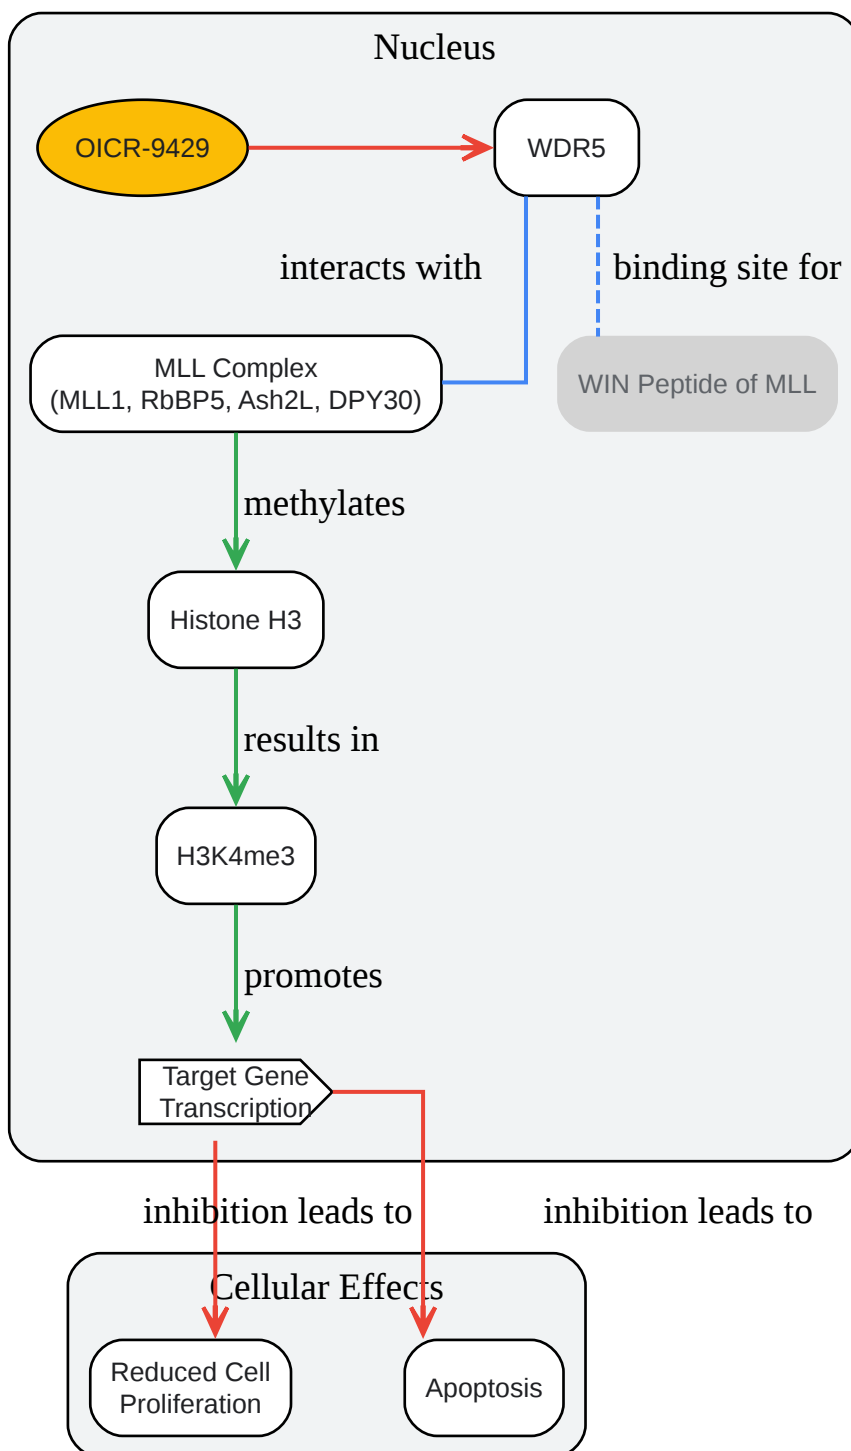 Nucleus
OICR-9429
WDR5
interacts with
binding site for
MLL Complex
(MLL1, RbBP5, Ash2L, DPY30)
WIN Peptide of MLL
methylates
Histone H3
results in
H3K4me3
promotes
Target Gene
Transcription
inhibition leads to
inhibition leads to
Cellular Effects
Reduced Cell
Proliferation
Apoptosis